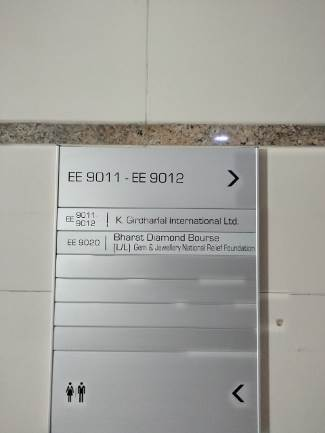 EE 9011 - EE 9012 >
EE 9011- 9012 | K. Girdharlal International Ltd.
EE 9020 | Bharat Diamond Bourse
[L/L] Gem & Jewellery National Relief Foundation
<